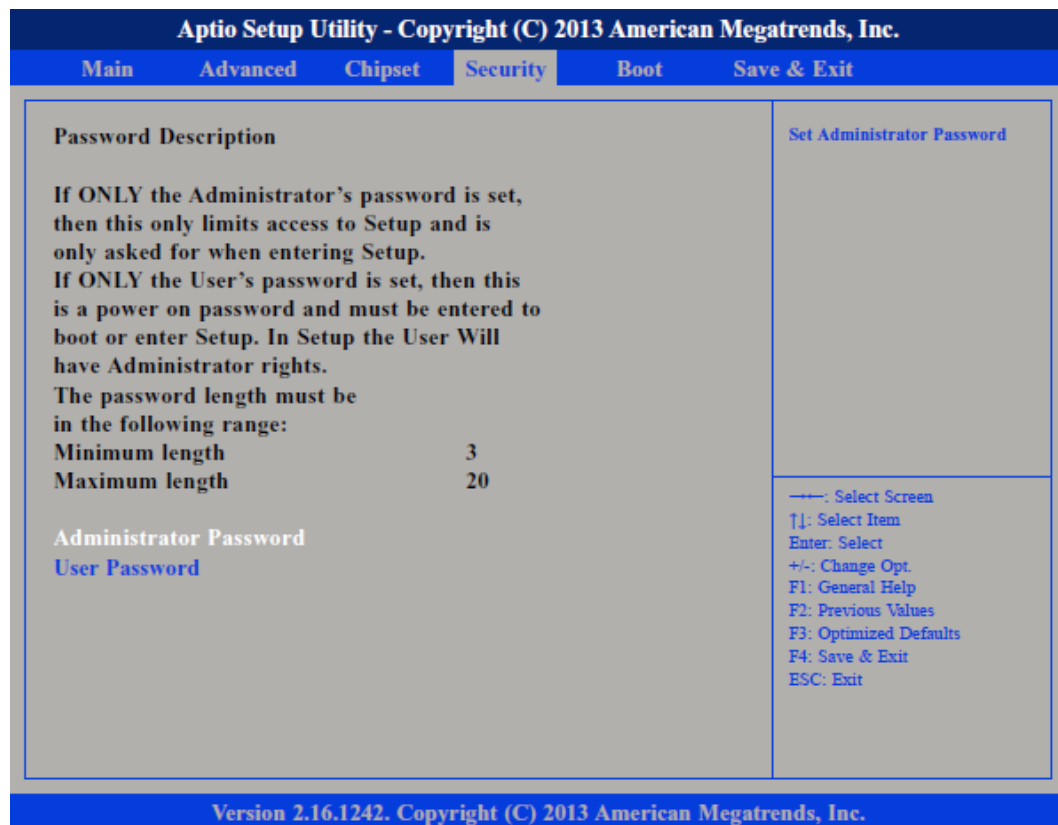 Aptio Setup Utility - Copyright (C) 2013 American Megatrends, Inc.
Main Advanced Chipset Security Boot Save & Exit
Password Description
If ONLY the Administrator's password is set,
then this only limits access to Setup and is
only asked for when entering Setup.
If ONLY the User's password is set, then this
is a power on password and must be entered to
boot or enter Setup. In Setup the User Will
have Administrator rights.
The password length must be
in the following range:
Minimum length 3
Maximum length 20
Administrator Password
User Password
Set Administrator Password
→←: Select Screen
↑↓: Select Item
Enter: Select
+/-: Change Opt.
F1: General Help
F2: Previous Values
F3: Optimized Defaults
F4: Save & Exit
ESC: Exit
Version 2.16.1242. Copyright (C) 2013 American Megatrends, Inc.